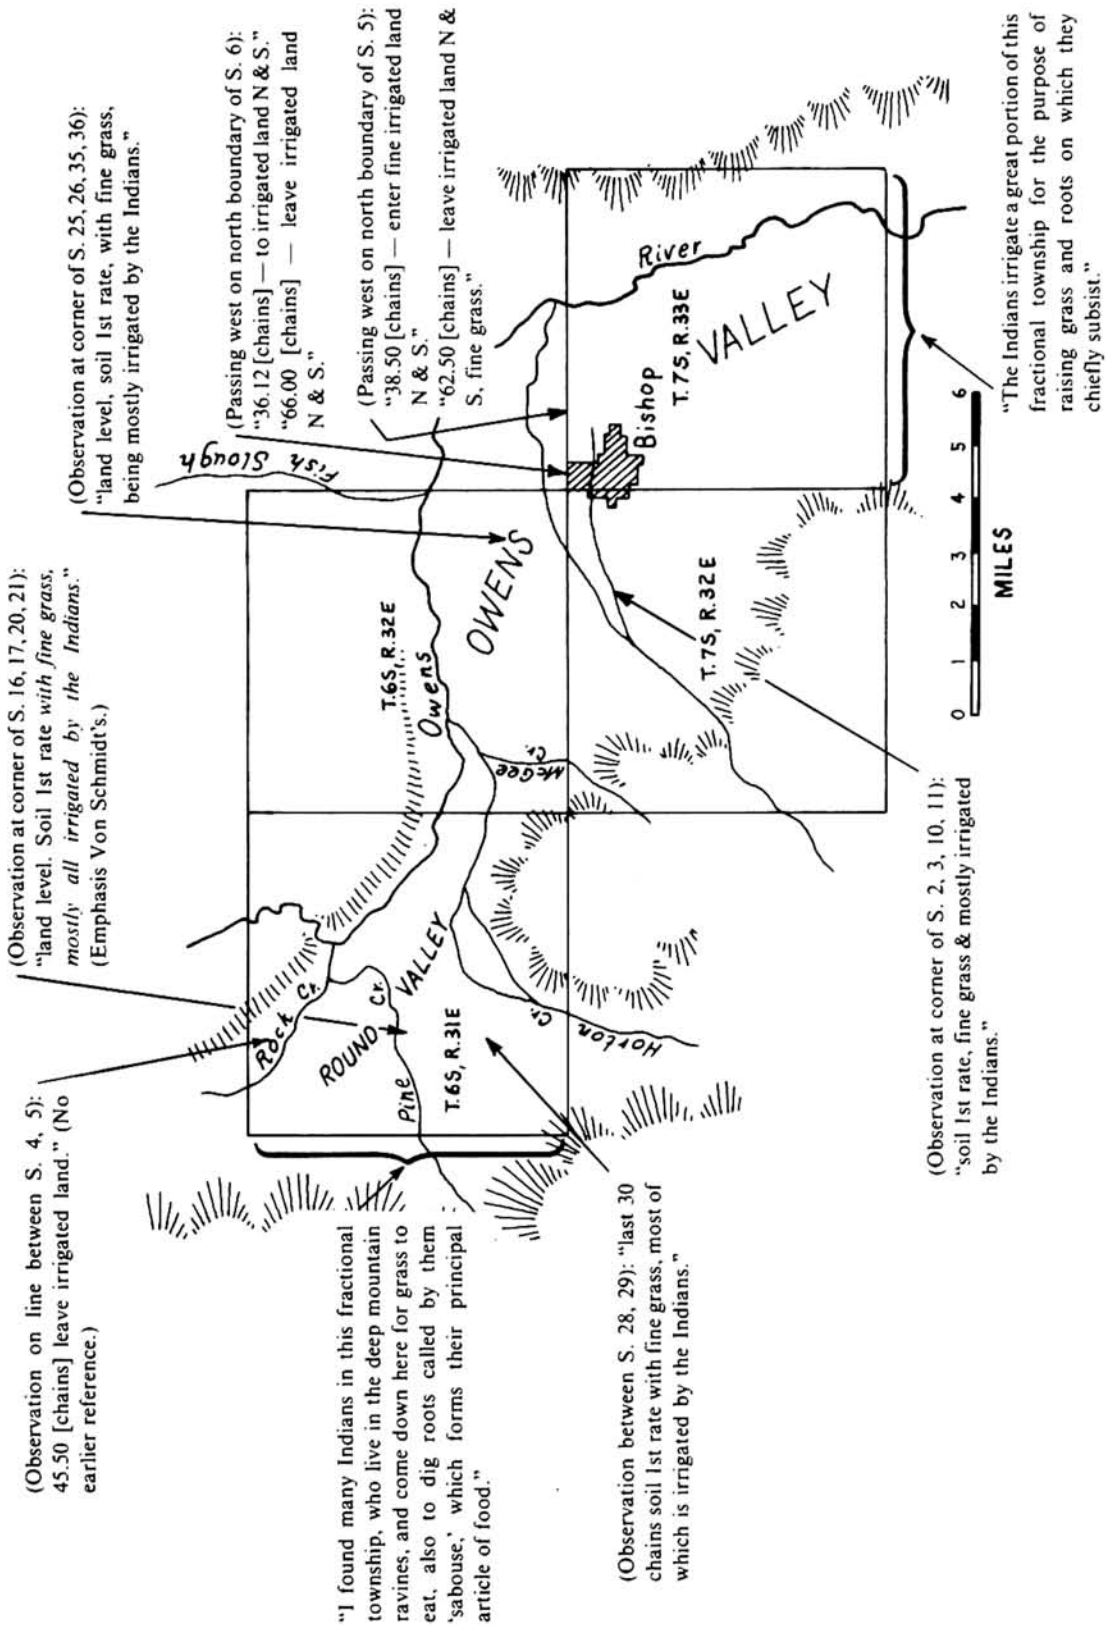 (Observation on line between S. 4, 5):
45.50 [chains] leave irrigated land." (No
earlier reference.)
(Observation at corner of S. 16, 17, 20, 21):
"land level. Soil 1st rate with fine grass,
mostly all irrigated by the Indians."
(Emphasis Von Schmidt's.)
(Observation at corner of S. 25, 26, 35, 36):
"land level, soil 1st rate, with fine grass,
being mostly irrigated by the Indians."
(Passing west on north boundary of S. 6):
"36.12 [chains] — to irrigated land N & S."
"66.00 [chains] — leave irrigated land
N & S."
(Passing west on north boundary of S. 5):
"38.50 [chains] — enter fine irrigated land
N & S."
"62.50 [chains] — leave irrigated land N &
S, fine grass."
"I found many Indians in this fractional
township, who live in the deep mountain
ravines, and come down here for grass to
eat, also to dig roots called by them
'sabouse,' which forms their principal
article of food."
(Observation between S. 28, 29): "last 30
chains soil 1st rate with fine grass, most of
which is irrigated by the Indians."
(Observation at corner of S. 2, 3, 10, 11):
"soil 1st rate, fine grass & mostly irrigated
by the Indians."
"The Indians irrigate a great portion of this
fractional township for the purpose of
raising grass and roots on which they
chiefly subsist."
Rock Cr.
ROUND VALLEY
Pine Cr.
T.6S, R.31E
Horton Cr.
McGee Cr.
T.6S, R.32E
Owens River
Fish Slough
OWENS VALLEY
Bishop
T.7S, R.33E
T.7S, R.32E
0 1 2 3 4 5 6
MILES